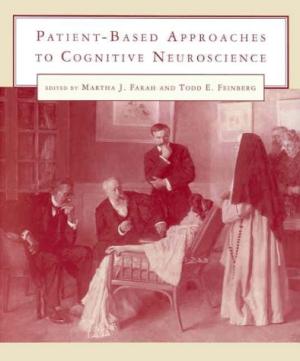 PATIENT-BASED APPROACHES
TO COGNITIVE NEUROSCIENCE
EDITED BY MARTHA J. FARAH AND TODD E. FEINBERG